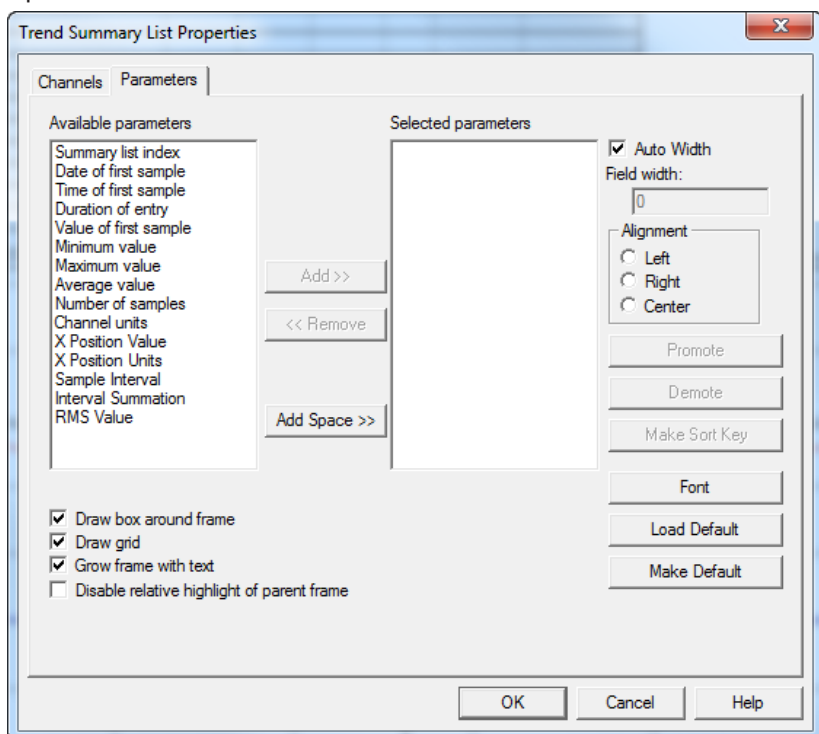 Trend Summary List Properties
X
Channels
Parameters
Available parameters
Summary list index
Date of first sample
Time of first sample
Duration of entry
Value of first sample
Minimum value
Maximum value
Average value
Number of samples
Channel units
X Position Value
X Position Units
Sample Interval
Interval Summation
RMS Value
Add >>
<< Remove
Add Space >>
Selected parameters
Auto Width
Field width:
0
Alignment
Left
Right
Center
Promote
Demote
Make Sort Key
Font
Load Default
Make Default
Draw box around frame
Draw grid
Grow frame with text
Disable relative highlight of parent frame
OK
Cancel
Help